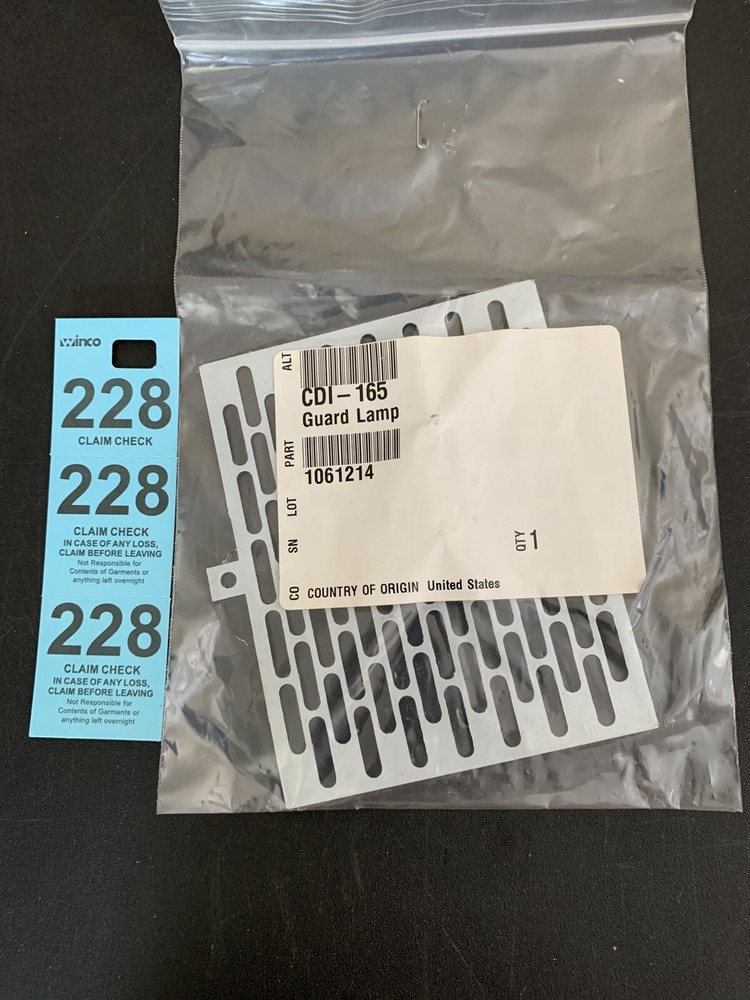 winco
228
CLAIM CHECK
228
CLAIM CHECK
IN CASE OF ANY LOSS,
CLAIM BEFORE LEAVING
Not Responsible for
Contents of Garments or
anything left overnight
228
CLAIM CHECK
IN CASE OF ANY LOSS,
CLAIM BEFORE LEAVING
Not Responsible for
Contents of Garments or
anything left overnight
ALT
CDI-165
Guard Lamp
PART
1061214
LOT
SN
QTY 1
CO COUNTRY OF ORIGIN United States